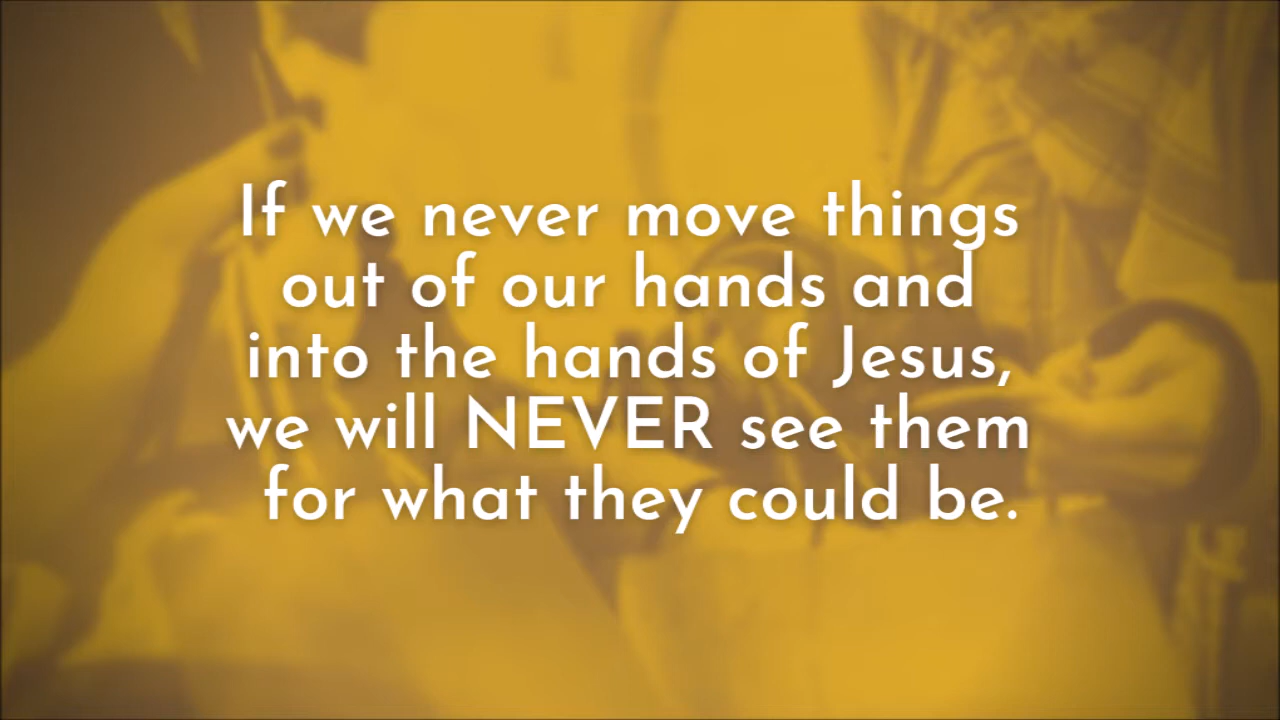 If we never move things
out of our hands and
into the hands of Jesus,
we will NEVER see them
for what they could be.